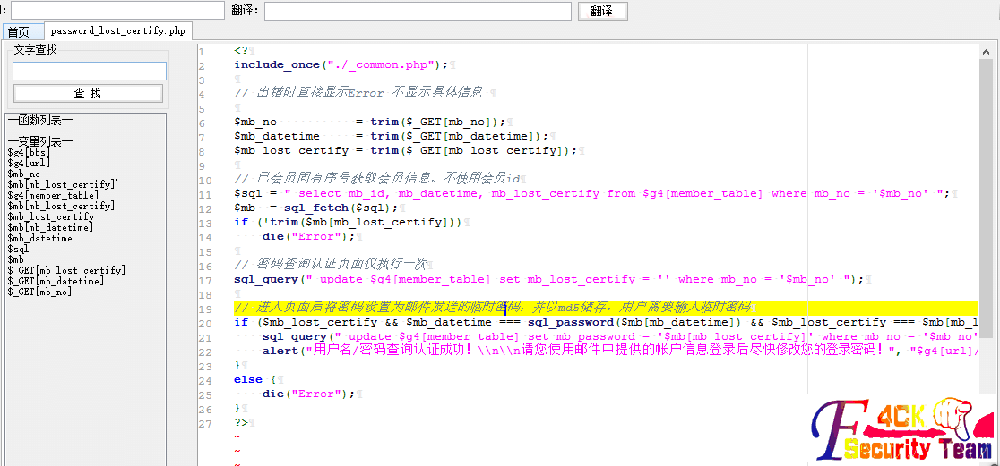 : 翻译: 翻译
首页 password_lost_certify.php
文字查找
查 找
—函数列表—
—变量列表—
$g4[bbs]
$g4[url]
$mb_no
$mb[mb_lost_certify]'
$g4[member_table]
$mb[mb_lost_certify]
$mb_lost_certify
$mb[mb_datetime]
$mb_datetime
$sql
$mb
$_GET[mb_lost_certify]
$_GET[mb_datetime]
$_GET[mb_no]
1 <?¶
2 include_once("./_common.php");¶
3 ¶
4 // 出错时直接显示Error 不显示具体信息 ¶
5 ¶
6 $mb_no = trim($_GET[mb_no]);¶
7 $mb_datetime = trim($_GET[mb_datetime]);¶
8 $mb_lost_certify = trim($_GET[mb_lost_certify]);¶
9 ¶
10 // 已会员固有序号获取会员信息。不使用会员id¶
11 $sql = " select mb_id, mb_datetime, mb_lost_certify from $g4[member_table] where mb_no = '$mb_no' ";¶
12 $mb = sql_fetch($sql);¶
13 if (!trim($mb[mb_lost_certify]))¶
14 die("Error");¶
15 ¶
16 // 密码查询认证页面仅执行一次¶
17 sql_query(" update $g4[member_table] set mb_lost_certify = '' where mb_no = '$mb_no' ");¶
18 ¶
19 // 进入页面后将密码设置为邮件发送的临时密码，并以md5储存，用户需要输入临时密码¶
20 if ($mb_lost_certify && $mb_datetime === sql_password($mb[mb_datetime]) && $mb_lost_certify === $mb[mb_l
21 sql_query(" update $g4[member_table] set mb_password = '$mb[mb_lost_certify]' where mb_no = '$mb_no'
22 alert("用户名/密码查询认证成功! \\n\\n请您使用邮件中提供的帐户信息登录后尽快修改您的登录密码! ", "$g4[url]/
23 }¶
24 else {¶
25 die("Error");¶
26 }¶
27 ?>¶
~
~
~
F4CK
Security Team